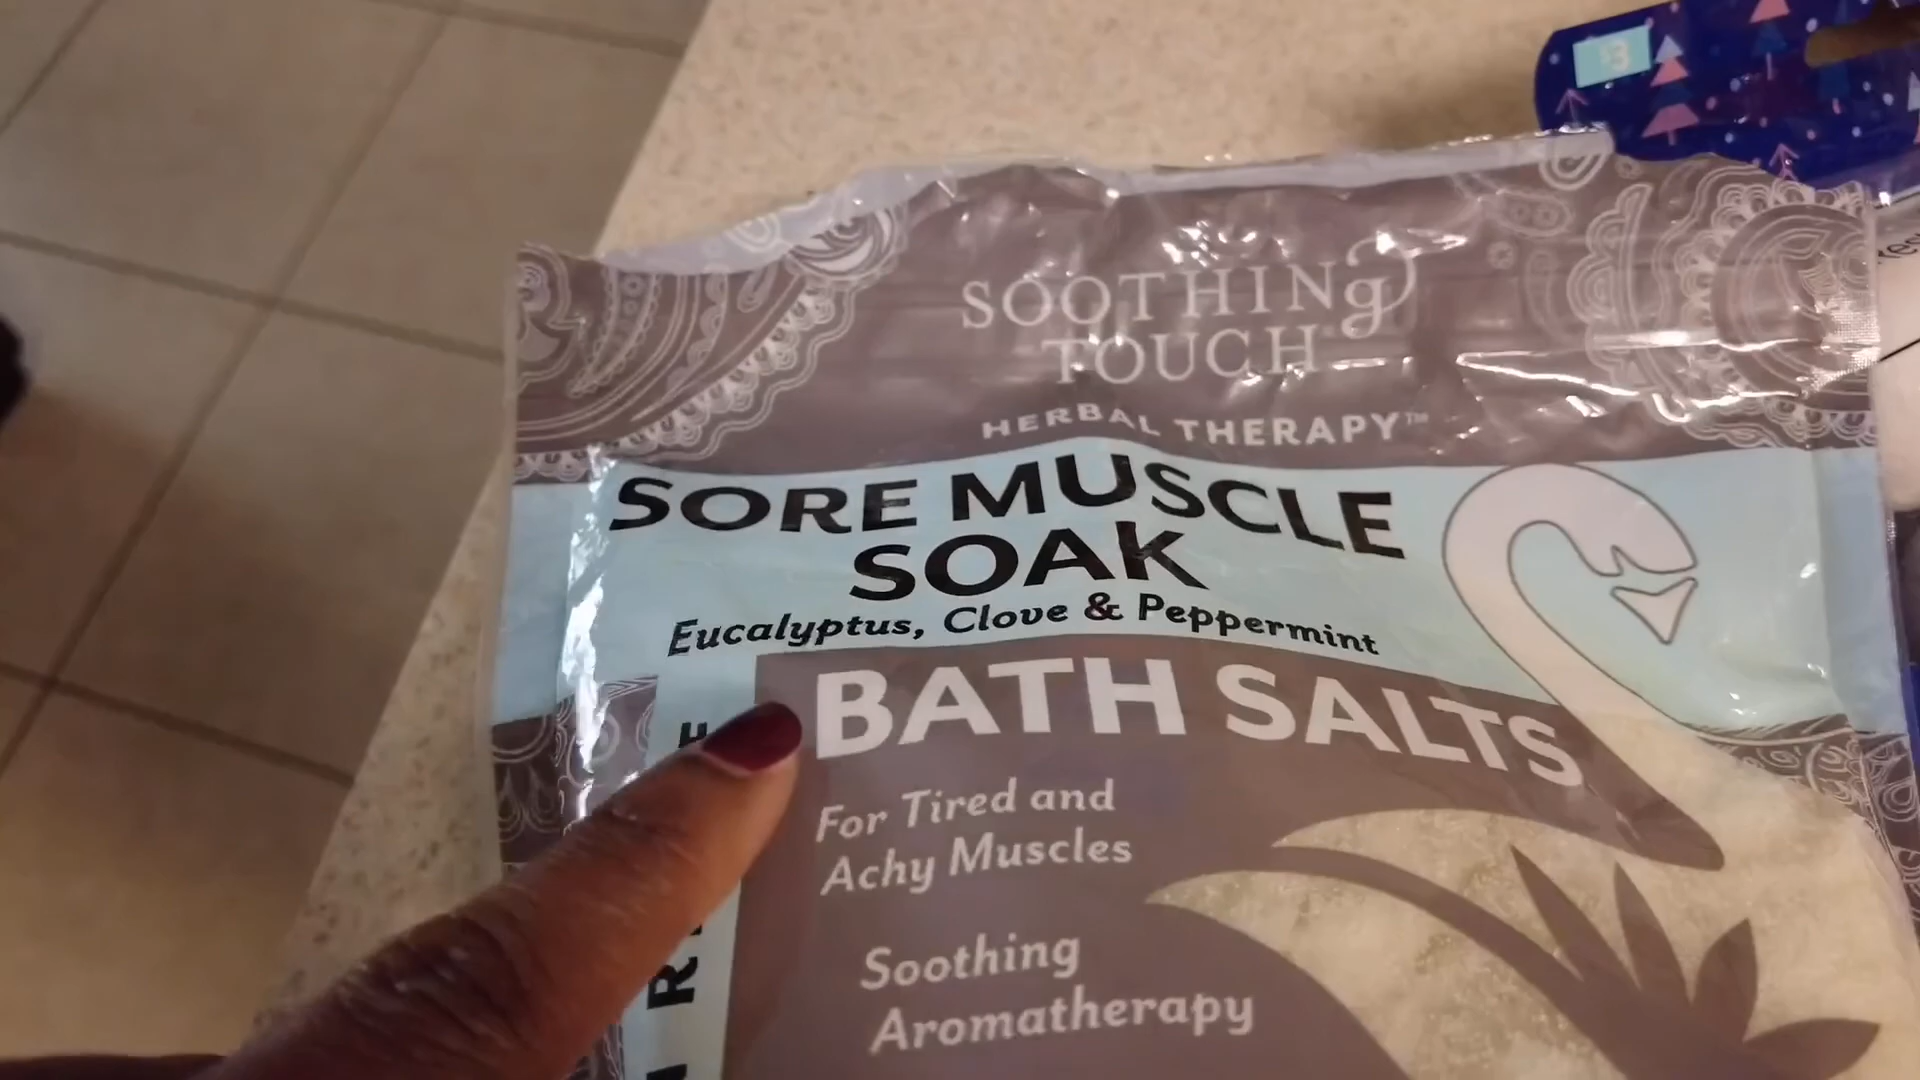 $3
SOOTHING
TOUCH
HERBAL THERAPY™
SORE MUSCLE
SOAK
Eucalyptus, Clove & Peppermint
BATH SALTS
For Tired and
Achy Muscles
Soothing
Aromatherapy